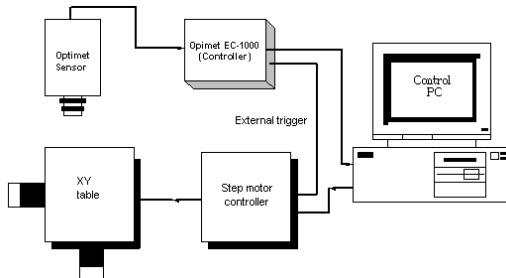 Optimet
Sensor
Opimet EC-1000
(Controller)
Control
PC
External trigger
XY
table
Step motor
controller